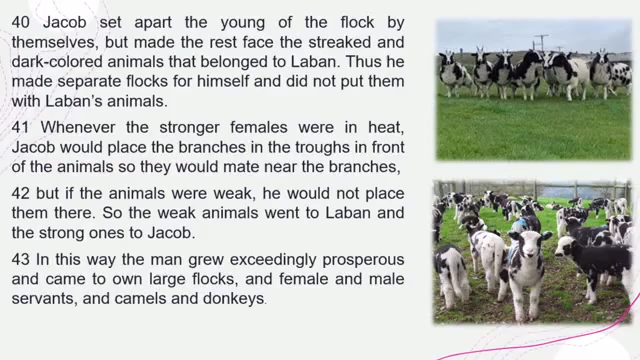 40 Jacob set apart the young of the flock by
themselves, but made the rest face the streaked and
dark-colored animals that belonged to Laban. Thus he
made separate flocks for himself and did not put them
with Laban's animals.
41 Whenever the stronger females were in heat,
Jacob would place the branches in the troughs in front
of the animals so they would mate near the branches,
42 but if the animals were weak, he would not place
them there. So the weak animals went to Laban and
the strong ones to Jacob.
43 In this way the man grew exceedingly prosperous
and came to own large flocks, and female and male
servants, and camels and donkeys.